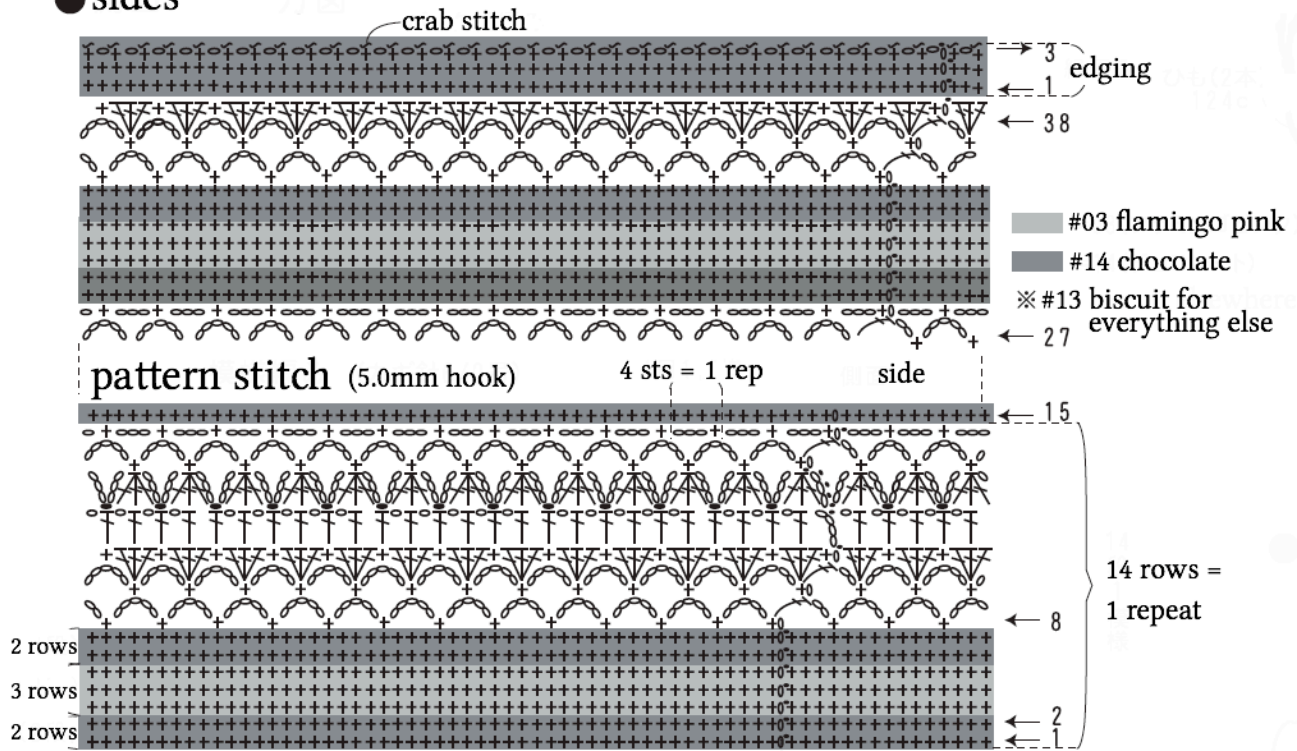 ● sides
crab stitch
3
edging
1
38
#03 flamingo pink
#14 chocolate
※ #13 biscuit for
everything else
27
pattern stitch (5.0mm hook)
4 sts = 1 rep
side
15
14 rows =
1 repeat
8
2 rows
3 rows
2
2 rows
1